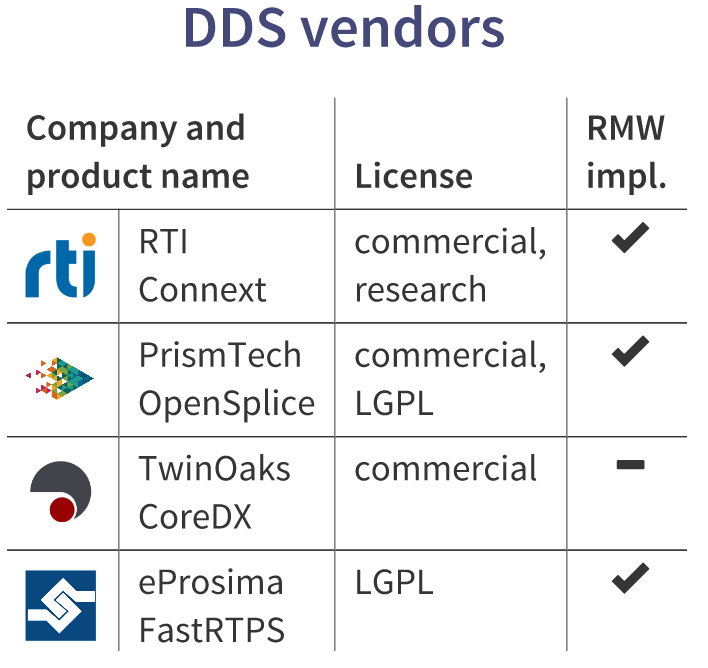 DDS vendors
Company and
product name
License
RMW
impl.
rti
RTI
Connext
commercial,
research
PrismTech
OpenSplice
commercial,
LGPL
TwinOaks
CoreDX
commercial
eProsima
FastRTPS
LGPL